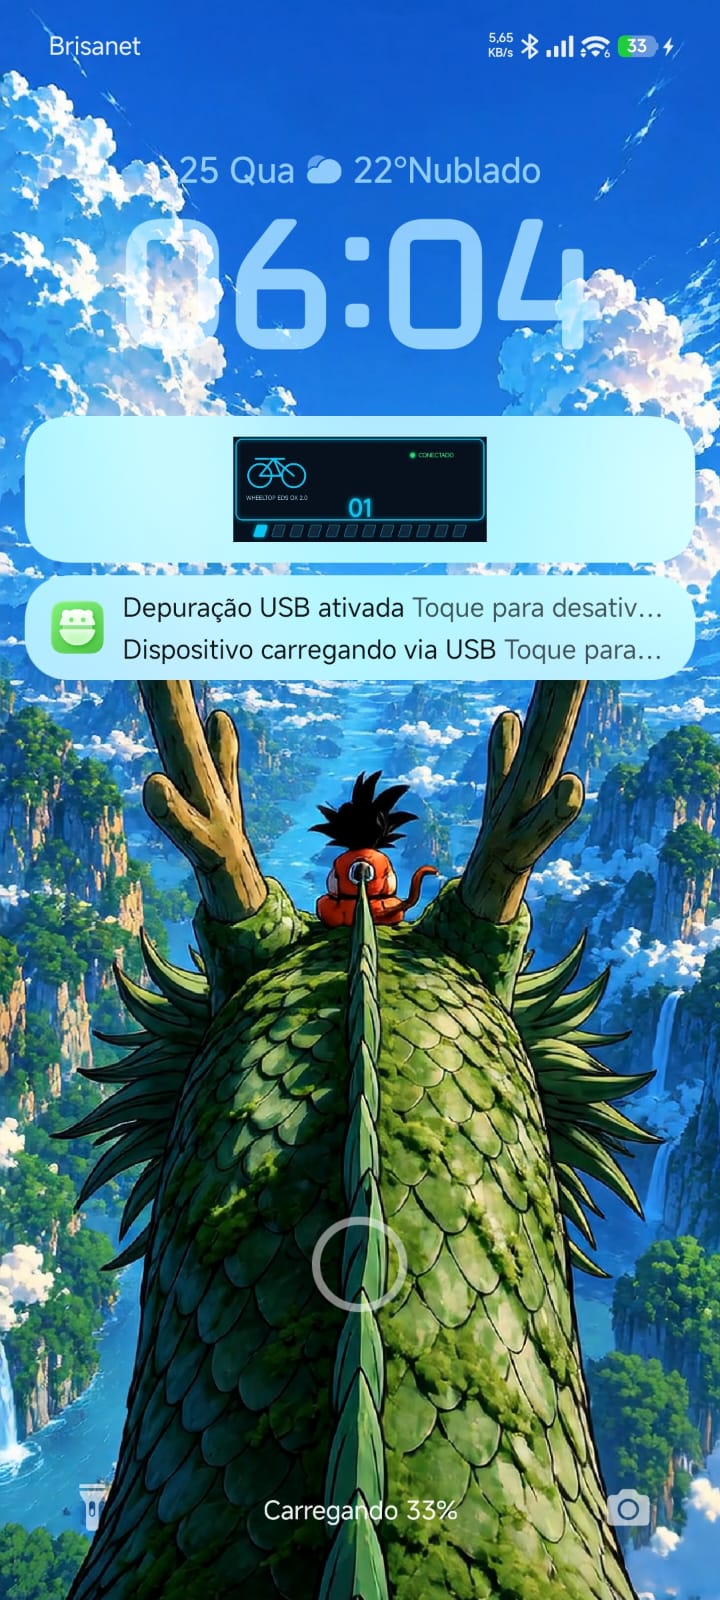 Brisanet
5,65
KB/s
6
33
25 Qua 22°Nublado
06:04
CONECTADO
WHEELTOP EDS OX 2.0
01
Depuração USB ativada Toque para desativ...
Dispositivo carregando via USB Toque para...
Carregando 33%